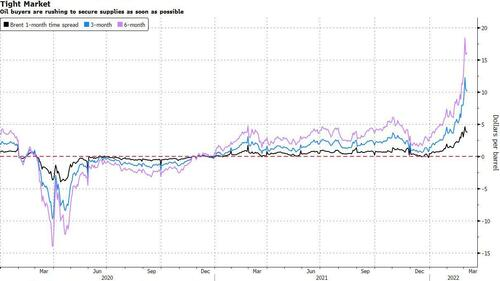 Tight Market
Oil buyers are rushing to secure supplies as soon as possible
Brent 1-month time spread 3-month 6-month
20
15
10
5
0
-5
-10
-15
Dollars per barrel
Mar Jun Sep Dec Mar Jun Sep Dec Mar
2020 2021 2022